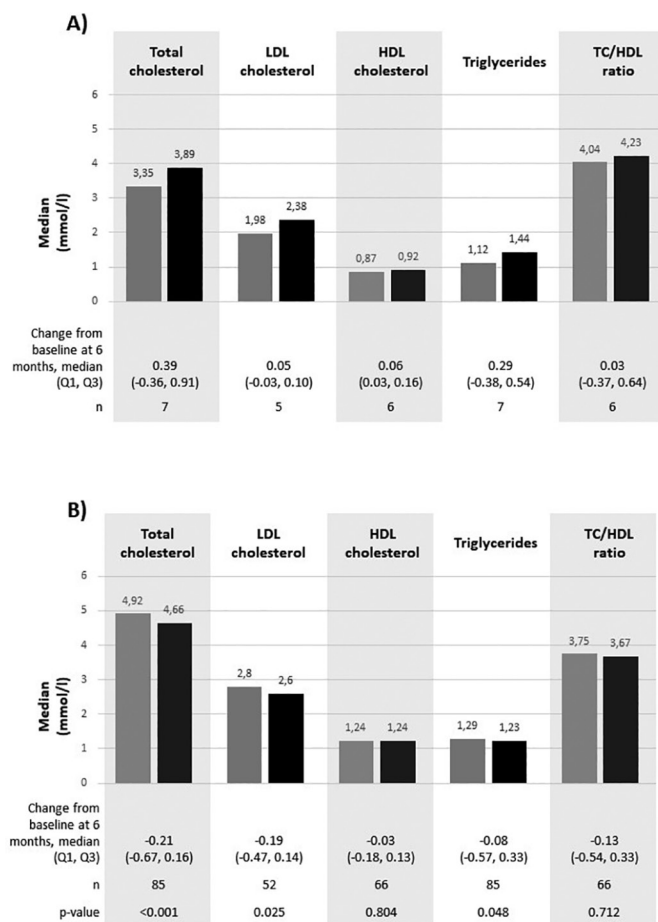 A)
Total cholesterol
LDL cholesterol
HDL cholesterol
Triglycerides
TC/HDL ratio
Median (mmol/l)
6
5
4
3
2
1
0
3,35 3,89
1,98 2,38
0,87 0,92
1,12 1,44
4,04 4,23
Change from
baseline at 6
months, median
(Q1, Q3)
0.39 0.05 0.06 0.29 0.03
(-0.36, 0.91) (-0.03, 0.10) (0.03, 0.16) (-0.38, 0.54) (-0.37, 0.64)
n 7 5 6 7 6
B)
Total cholesterol
LDL cholesterol
HDL cholesterol
Triglycerides
TC/HDL ratio
Median (mmol/l)
6
5
4
3
2
1
0
4,92 4,66
2,8 2,6
1,24 1,24
1,29 1,23
3,75 3,67
Change from
baseline at 6
months, median
(Q1, Q3)
-0.21 -0.19 -0.03 -0.08 -0.13
(-0.67, 0.16) (-0.47, 0.14) (-0.18, 0.13) (-0.57, 0.33) (-0.54, 0.33)
n 85 52 66 85 66
p-value <0.001 0.025 0.804 0.048 0.712